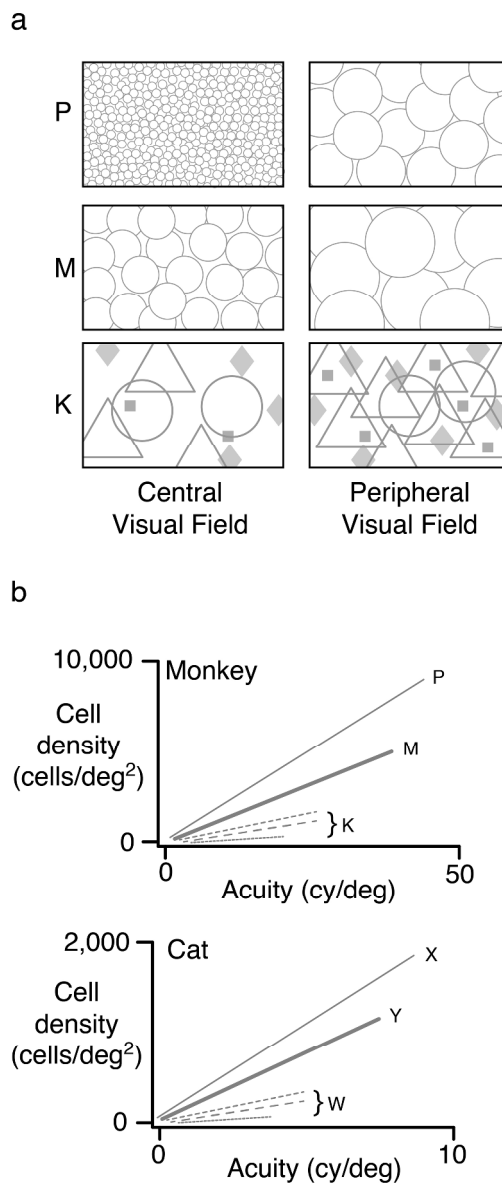 a
P
M
K
Central
Visual Field
Peripheral
Visual Field
b
10,000
Monkey
P
Cell
density
(cells/deg²)
M
} K
0
0
50
Acuity (cy/deg)
2,000
Cat
X
Cell
density
(cells/deg²)
Y
} W
0
0
10
Acuity (cy/deg)